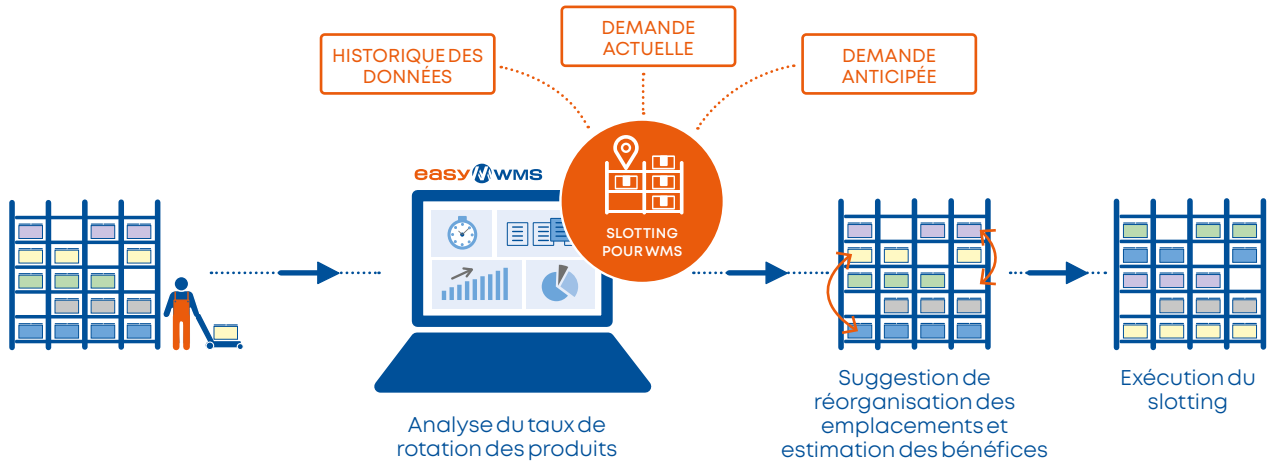 HISTORIQUE DES
DONNÉES
DEMANDE
ACTUELLE
DEMANDE
ANTICIPÉE
easy WMS
SLOTTING
POUR WMS
Analyse du taux de
rotation des produits
Suggestion de
réorganisation des
emplacements et
estimation des bénéfices
Exécution du
slotting